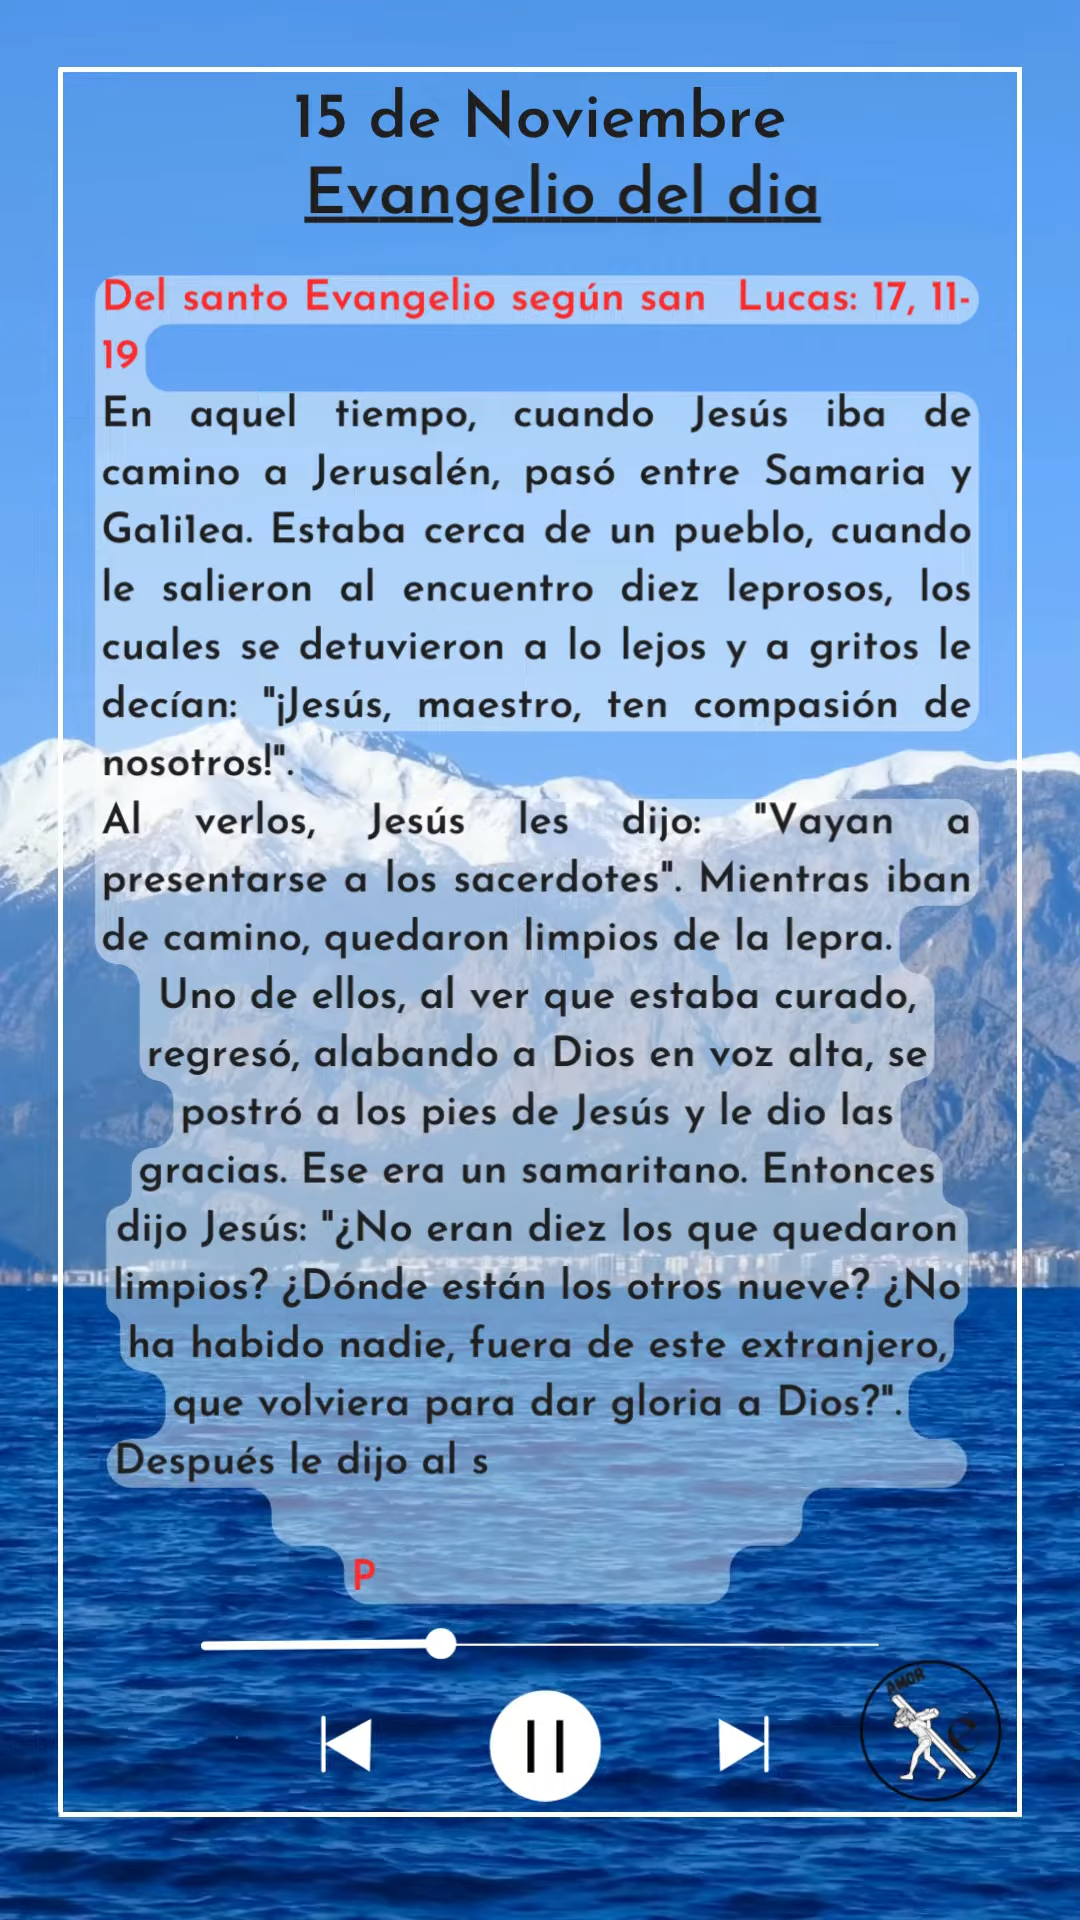 15 de Noviembre
Evangelio del dia
Del santo Evangelio según san Lucas: 17, 11-
19
En aquel tiempo, cuando Jesús iba de
camino a Jerusalén, pasó entre Samaria y
Galilea. Estaba cerca de un pueblo, cuando
le salieron al encuentro diez leprosos, los
cuales se detuvieron a lo lejos y a gritos le
decían: "¡Jesús, maestro, ten compasión de
nosotros!".
Al verlos, Jesús les dijo: "Vayan a
presentarse a los sacerdotes". Mientras iban
de camino, quedaron limpios de la lepra.
Uno de ellos, al ver que estaba curado,
regresó, alabando a Dios en voz alta, se
postró a los pies de Jesús y le dio las
gracias. Ese era un samaritano. Entonces
dijo Jesús: "¿No eran diez los que quedaron
limpios? ¿Dónde están los otros nueve? ¿No
ha habido nadie, fuera de este extranjero,
que volviera para dar gloria a Dios?".
Después le dijo al s
P
AMOR
C